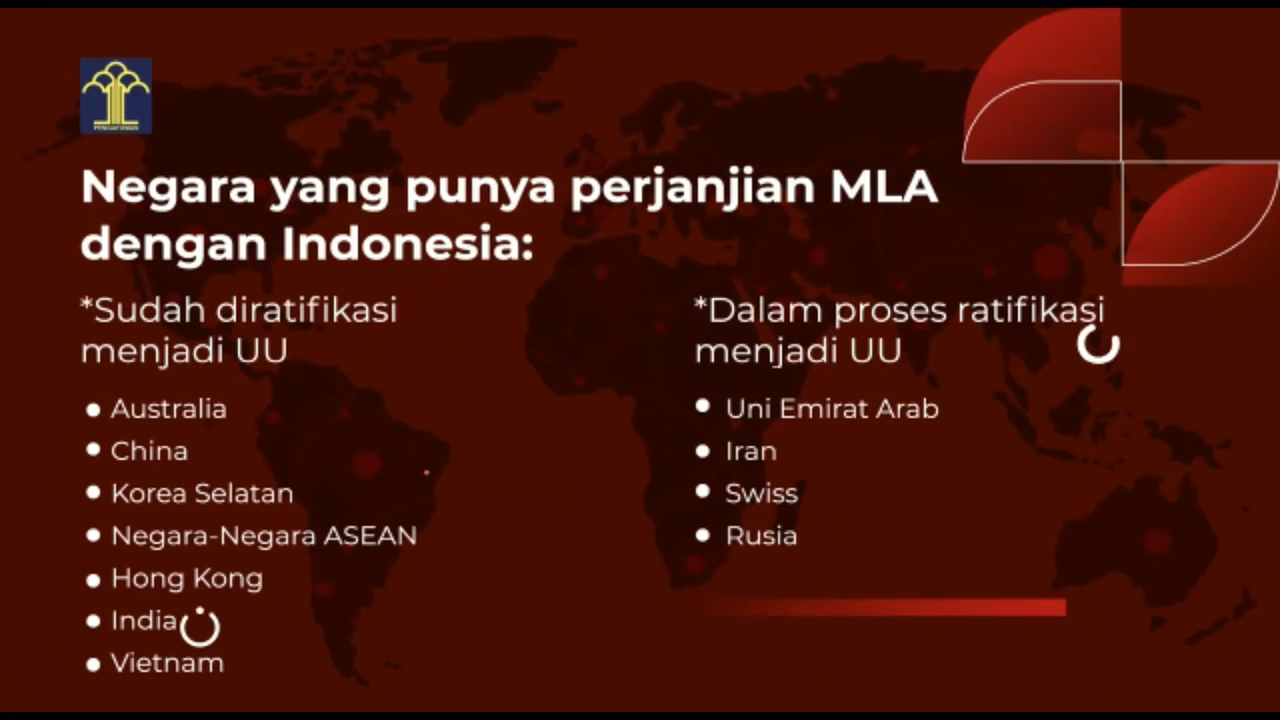 Negara yang punya perjanjian MLA
dengan Indonesia:
*Sudah diratifikasi
menjadi UU
Australia
China
Korea Selatan
Negara-Negara ASEAN
Hong Kong
India
Vietnam
*Dalam proses ratifikasi
menjadi UU
Uni Emirat Arab
Iran
Swiss
Rusia